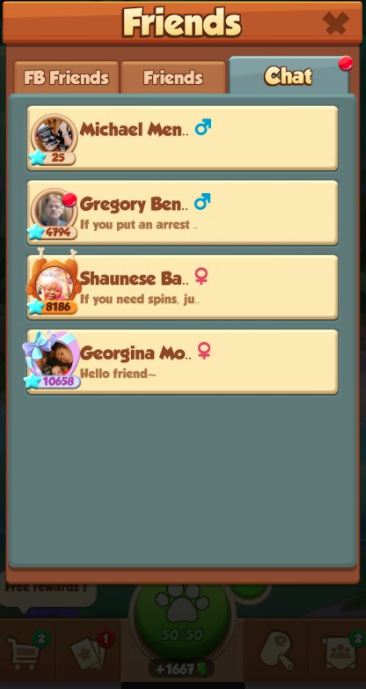 Friends
FB Friends
Friends
Chat
Michael Men..
25
Gregory Ben..
If you put an arrest ..
4794
Shaunese Ba..
If you need spins, ju..
8186
Georgina Mo..
Hello friend~
10658
Free rewards !
50/50
2
1
2
+1667